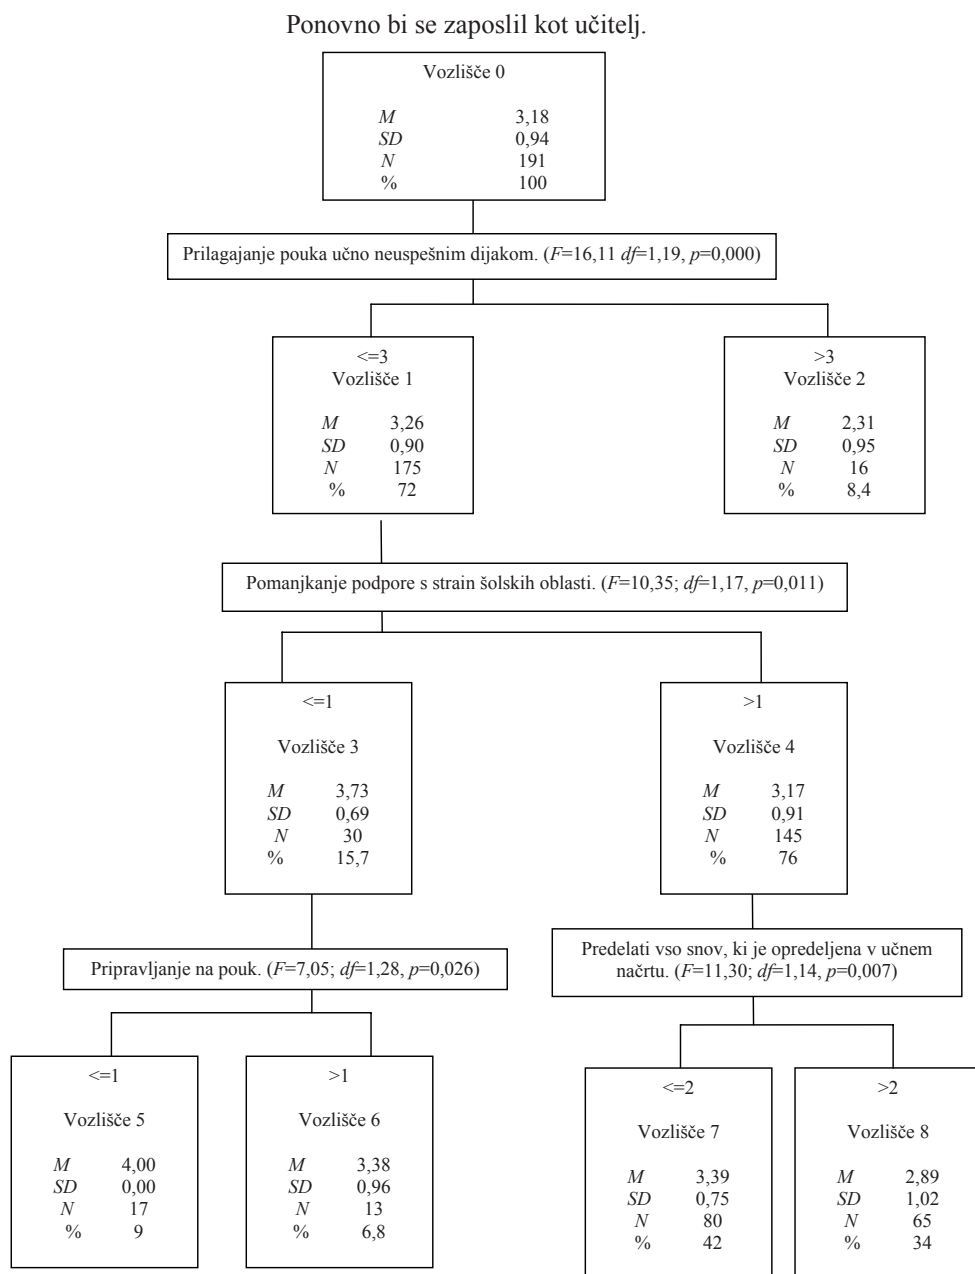 Ponovno bi se zaposlil kot učitelj.
Vozlišče 0
M 3,18
SD 0,94
N 191
% 100
Prilagajanje pouka učno neuspešnim dijakom. (F=16,11 df=1,19, p=0,000)
<=3
Vozlišče 1
M 3,26
SD 0,90
N 175
% 72
>3
Vozlišče 2
M 2,31
SD 0,95
N 16
% 8,4
Pomanjkanje podpore s strain šolskih oblasti. (F=10,35; df=1,17, p=0,011)
<=1
Vozlišče 3
M 3,73
SD 0,69
N 30
% 15,7
>1
Vozlišče 4
M 3,17
SD 0,91
N 145
% 76
Pripravljanje na pouk. (F=7,05; df=1,28, p=0,026)
Predelati vso snov, ki je opredeljena v učnem
načrtu. (F=11,30; df=1,14, p=0,007)
<=1
Vozlišče 5
M 4,00
SD 0,00
N 17
% 9
>1
Vozlišče 6
M 3,38
SD 0,96
N 13
% 6,8
<=2
Vozlišče 7
M 3,39
SD 0,75
N 80
% 42
>2
Vozlišče 8
M 2,89
SD 1,02
N 65
% 34